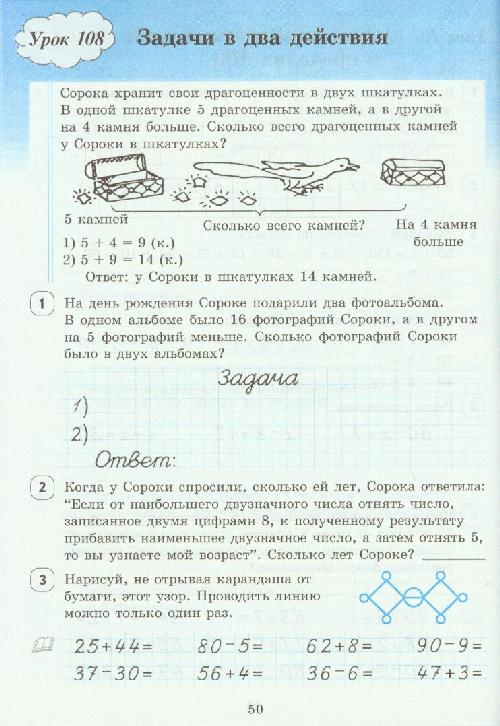 Урок 108
Задачи в два действия
Сорока хранит свои драгоценности в двух шкатулках.
В одной шкатулке 5 драгоценных камней, а в другой
на 4 камня больше. Сколько всего драгоценных камней
у Сороки в шкатулках?
5 камней
Сколько всего камней?
На 4 камня
больше
1) 5 + 4 = 9 (к.)
2) 5 + 9 = 14 (к.)
Ответ: у Сороки в шкатулках 14 камней.
1 На день рождения Сороке подарили два фотоальбома.
В одном альбоме было 16 фотографий Сороки, а в другом
на 5 фотографий меньше. Сколько фотографий Сороки
было в двух альбомах?
Задача
1)
2)
Ответ:
2 Когда у Сороки спросили, сколько ей лет, Сорока ответила:
"Если от наибольшего двузначного числа отнять число,
записанное двумя цифрами 8, к полученному результату
прибавить наименьшее двузначное число, а затем отнять 5,
то вы узнаете мой возраст". Сколько лет Сороке?
3 Нарисуй, не отрывая карандаша от
бумаги, этот узор. Проводить линию
можно только один раз.
25+44= 80-5= 62+8= 90-9=
37-30= 56+4= 36-6= 47+3=
50